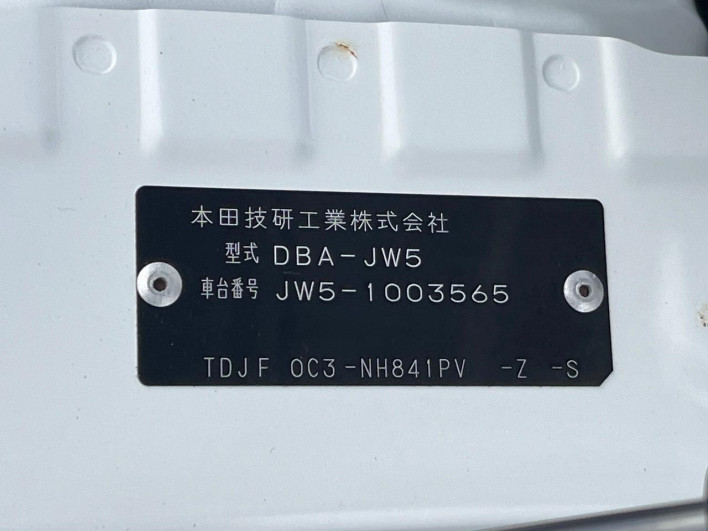 本田技研工業株式会社
型式 DBA-JW5
車台番号 JW5-1003565
TDJF 0C3-NH841PV -Z -S